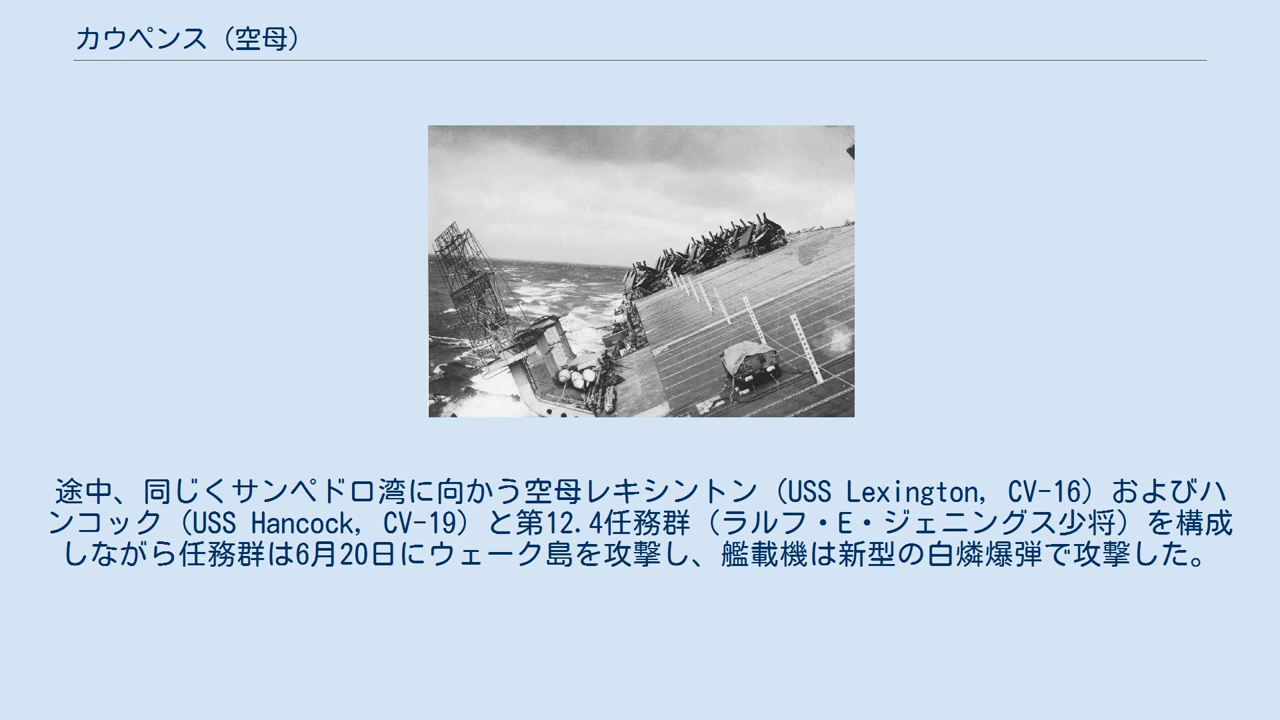 カウペンス（空母）
途中、同じくサンペドロ湾に向かう空母レキシントン（USS Lexington, CV-16）およびハ
ンコック（USS Hancock, CV-19）と第12.4任務群（ラルフ・E・ジェニングス少将）を構成
しながら任務群は6月20日にウェーク島を攻撃し、艦載機は新型の白燐爆弾で攻撃した。